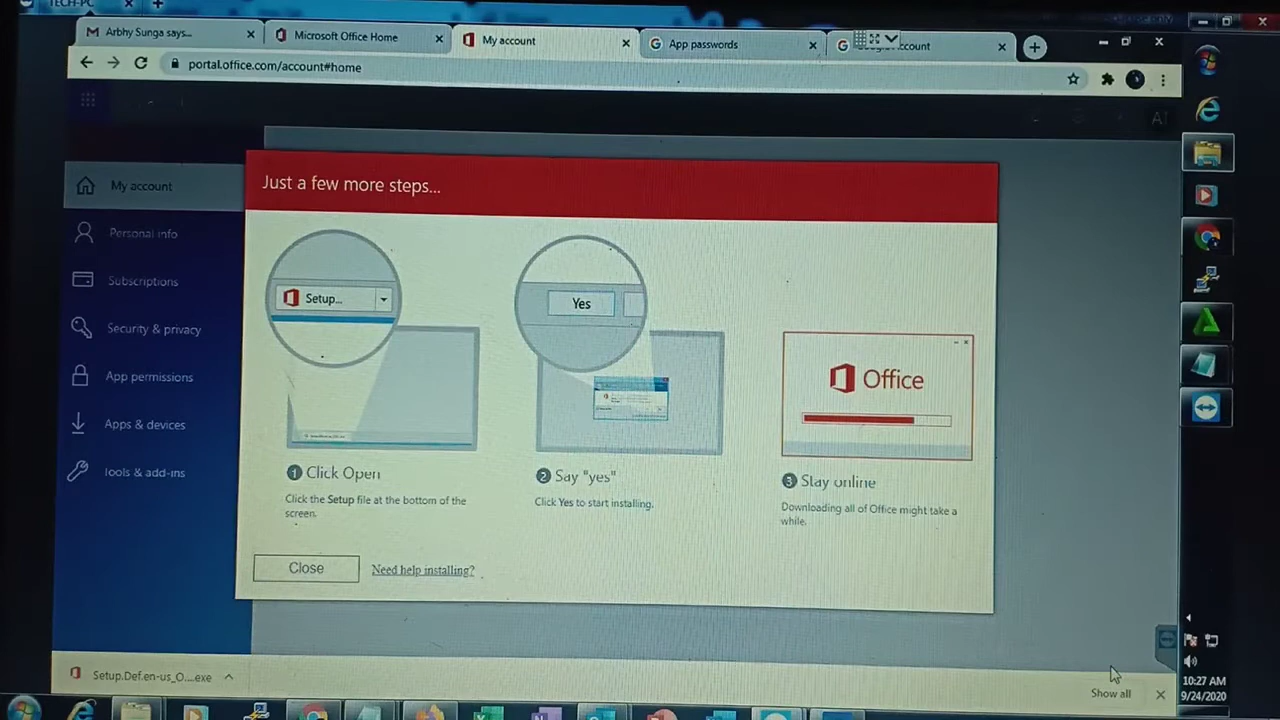 TECH-PC
Arbhy Sunga says...
Microsoft Office Home
My account
App passwords
portal.office.com/account#home
My account
Personal info
Subscriptions
Security & privacy
App permissions
Apps & devices
Tools & add-ins
Just a few more steps...
Setup...
Yes
Office
1 Click Open
Click the Setup file at the bottom of the
screen.
2 Say "yes"
Click Yes to start installing.
3 Stay online
Downloading all of Office might take a
while.
Close
Need help installing?
Setup.Def.en-us_O....exe
Show all
10:27 AM
9/24/2020